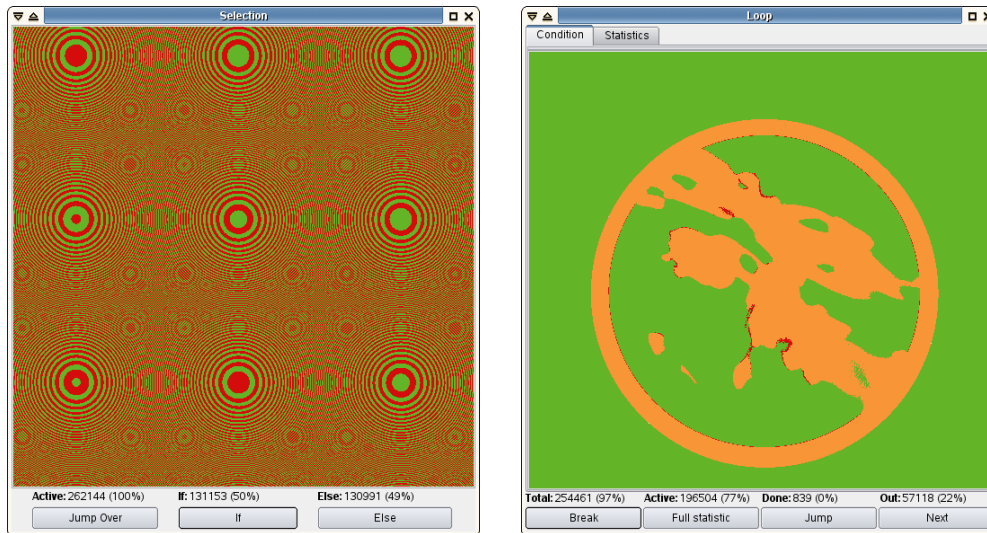 Selection
Active: 262144 (100%) If: 131153 (50%) Else: 130991 (49%)
Jump Over If Else
Loop
Condition Statistics
Total: 254461 (97%) Active: 196504 (77%) Done: 839 (0%) Out: 57118 (22%)
Break Full statistic Jump Next